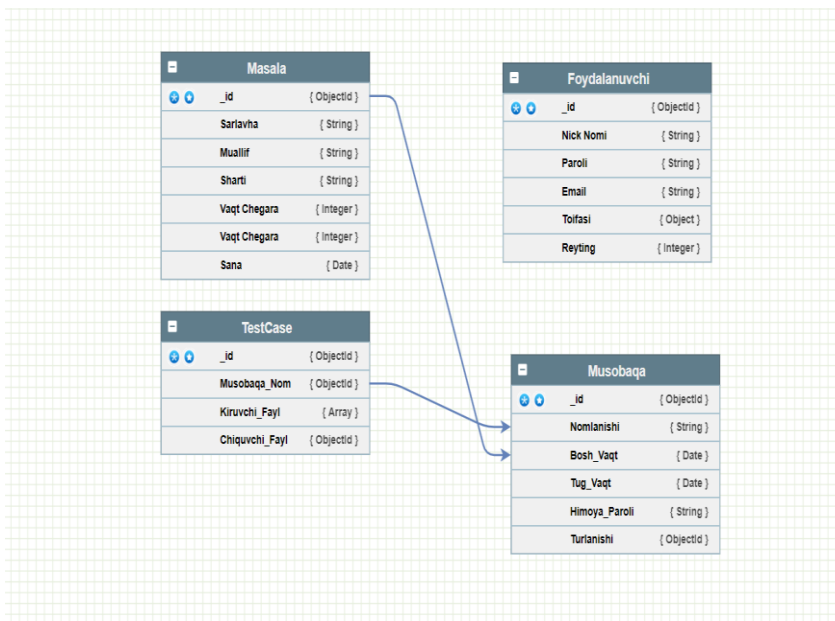 Masala
_id { ObjectId }
Sarlavha { String }
Muallif { String }
Sharti { String }
Vaqt Chegara { Integer }
Vaqt Chegara { Integer }
Sana { Date }
Foydalanuvchi
_id { ObjectId }
Nick Nomi { String }
Paroli { String }
Email { String }
Toifasi { Object }
Reyting { Integer }
TestCase
_id { ObjectId }
Musobaqa_Nom { ObjectId }
Kiruvchi_Fayl { Array }
Chiquvchi_Fayl { ObjectId }
Musobaqa
_id { ObjectId }
Nomlanishi { String }
Bosh_Vaqt { Date }
Tug_Vaqt { Date }
Himoya_Paroli { String }
Turlanishi { ObjectId }